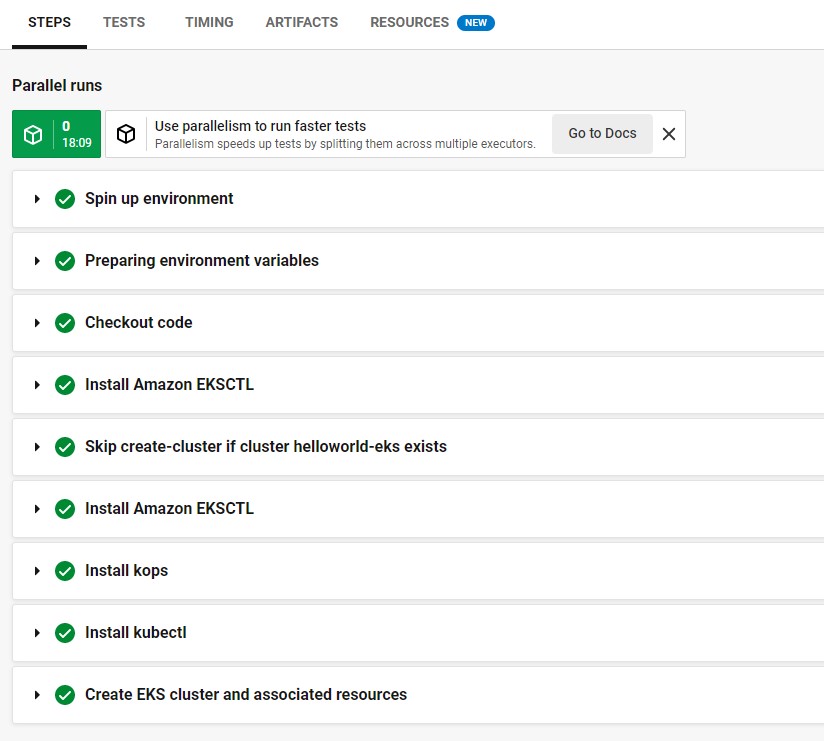 STEPS TESTS TIMING ARTIFACTS RESOURCES NEW
Parallel runs
0
18:09
Use parallelism to run faster tests
Parallelism speeds up tests by splitting them across multiple executors.
Go to Docs
Spin up environment
Preparing environment variables
Checkout code
Install Amazon EKSCTL
Skip create-cluster if cluster helloworld-eks exists
Install Amazon EKSCTL
Install kops
Install kubectl
Create EKS cluster and associated resources